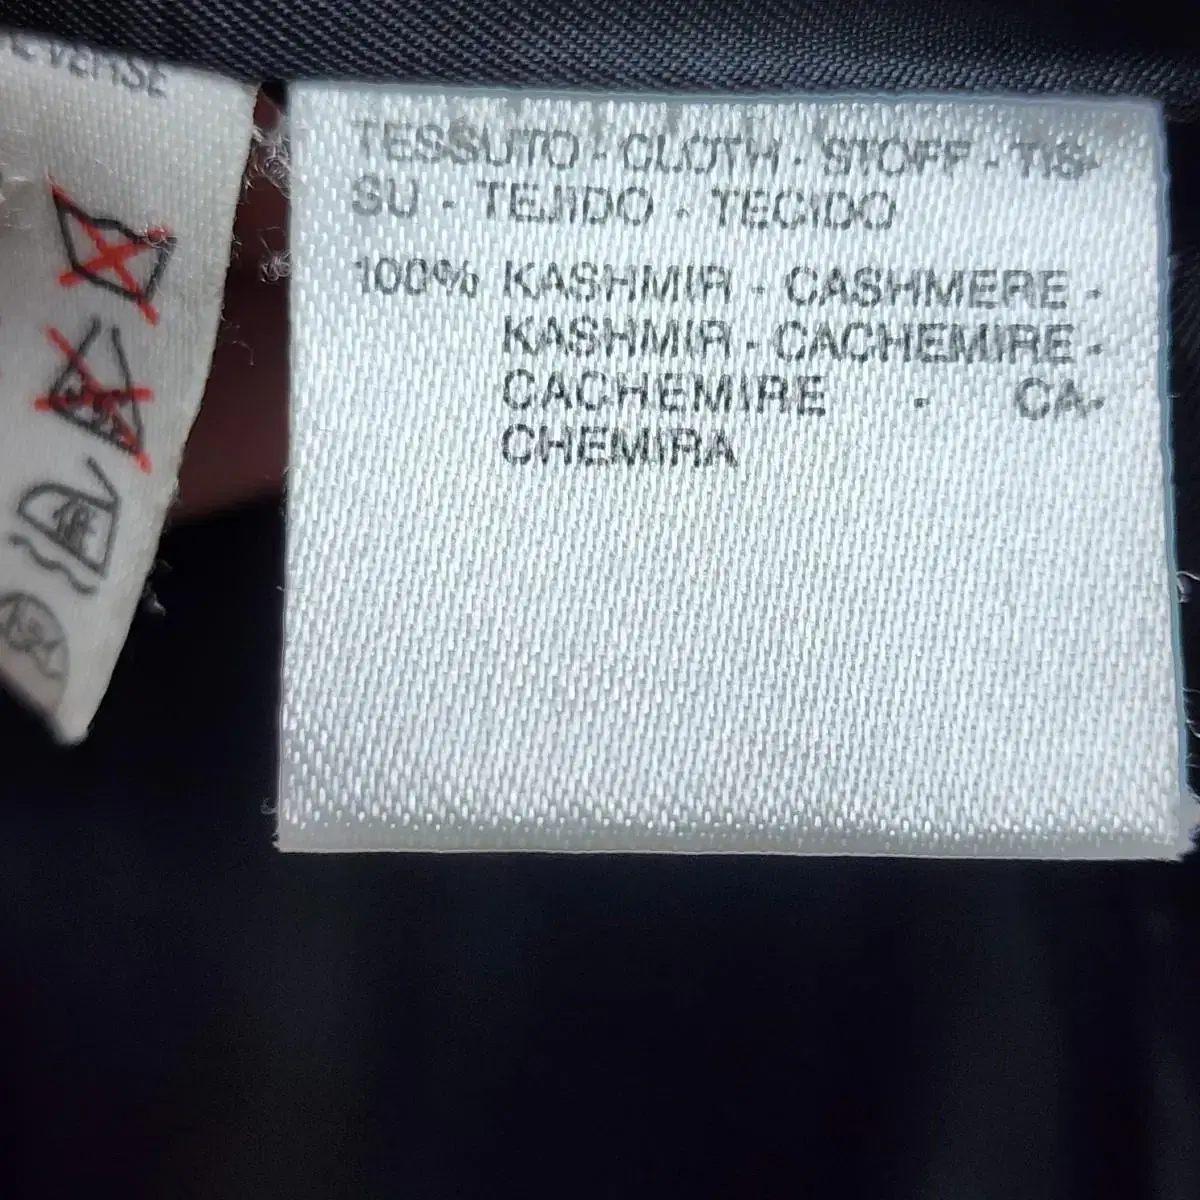 TESSUTO - CLOTH - STOFF - TIS-
SU - TEJIDO - TECIDO
100% KASHMIR - CASHMERE -
KASHMIR - CACHEMIRE -
CACHEMIRE - CA-
CHEMIRA